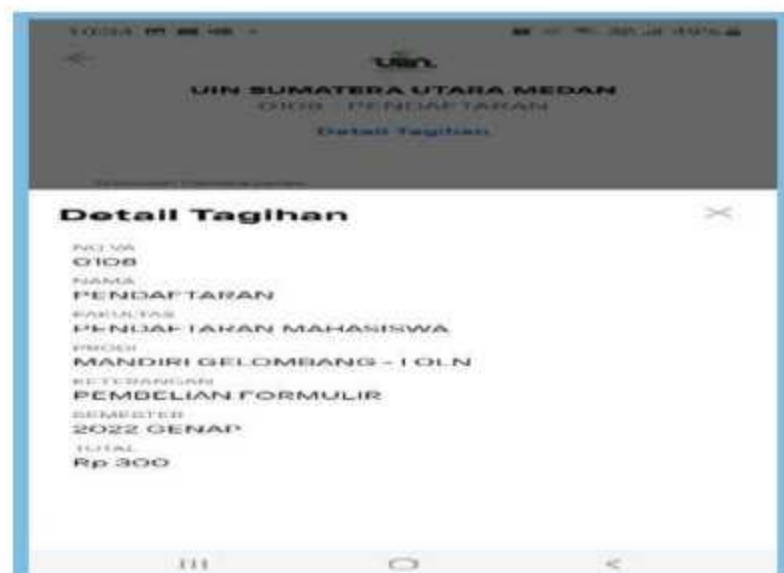 UIN SUMATERA UTARA MEDAN
0108 - PENDAFTARAN
Detail Tagihan
Detail Tagihan
NO VA
0108
NAMA
PENDAFTARAN
FAKULTAS
PENDAFTARAN MAHASISWA
PRODI
MANDIRI GELOMBANG - I OLN
KETERANGAN
PEMBELIAN FORMULIR
SEMESTER
2022 GENAP
TOTAL
Rp 300